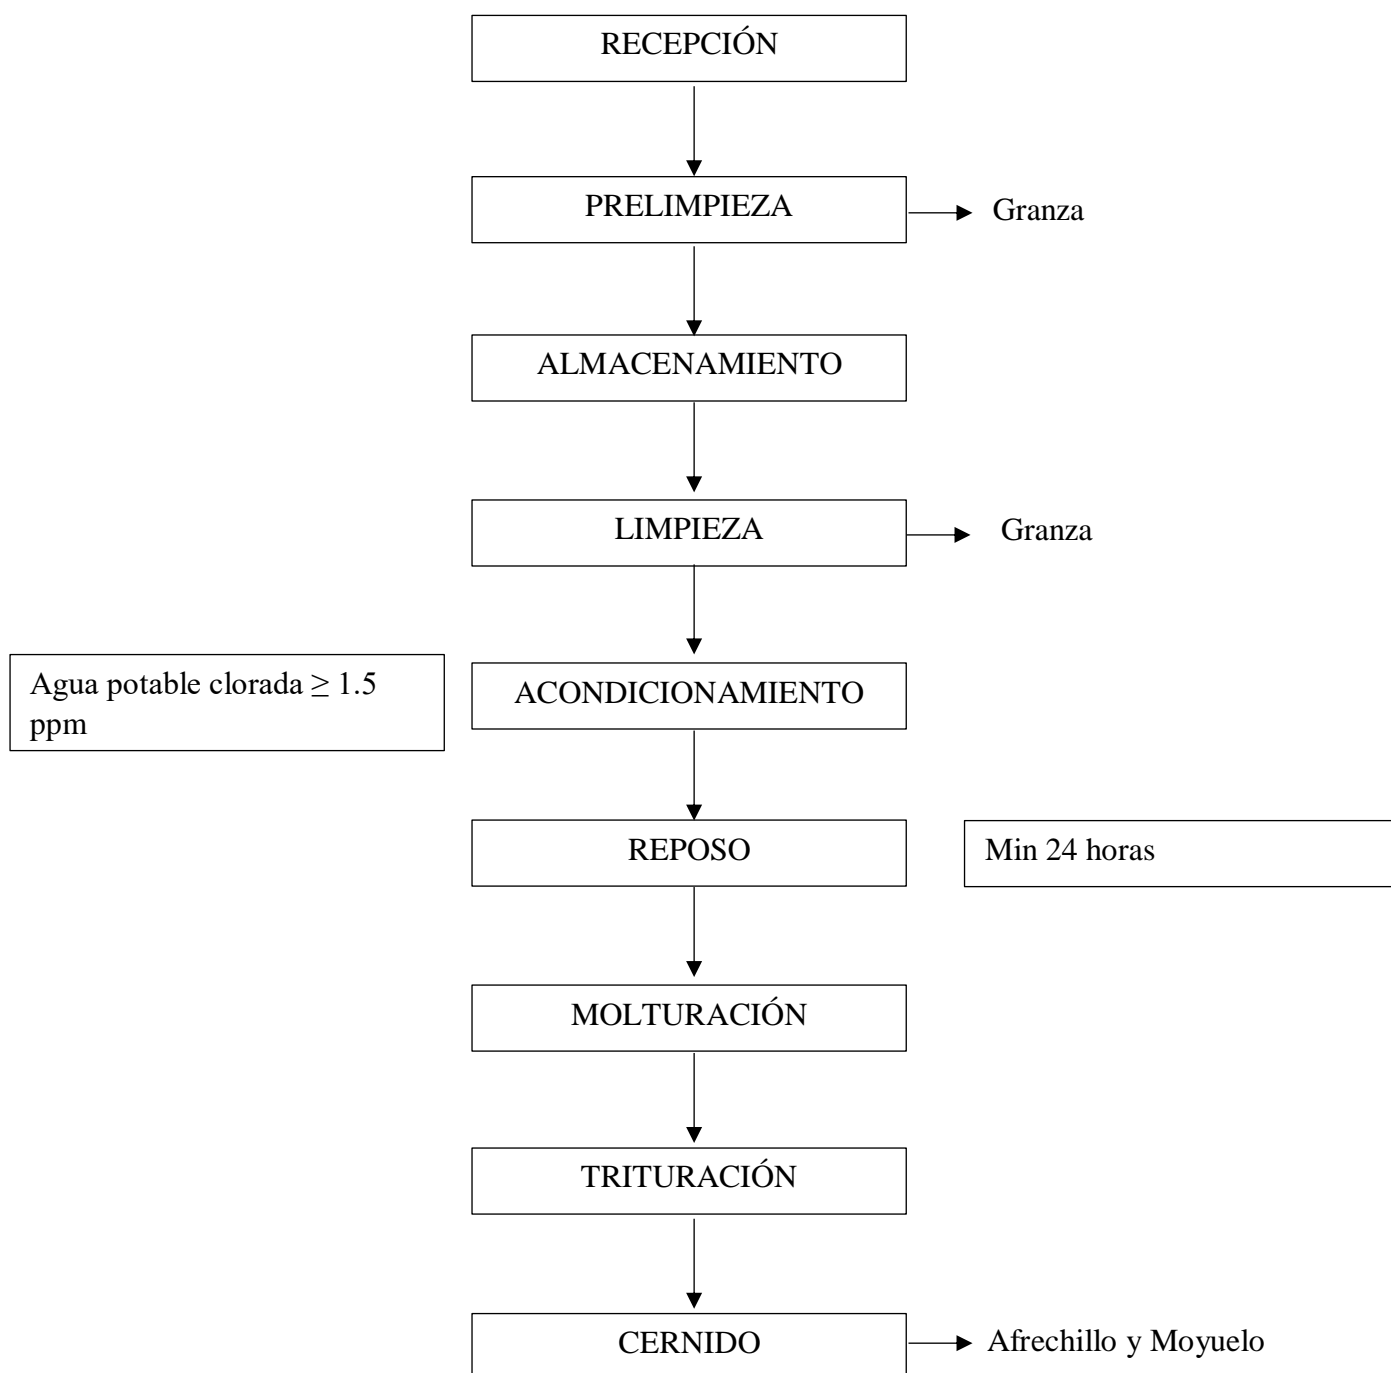 RECEPCIÓN
PRELIMPIEZA
Granza
ALMACENAMIENTO
LIMPIEZA
Granza
Agua potable clorada ≥ 1.5
ppm
ACONDICIONAMIENTO
REPOSO
Min 24 horas
MOLTURACIÓN
TRITURACIÓN
CERNIDO
Afrechillo y Moyuelo